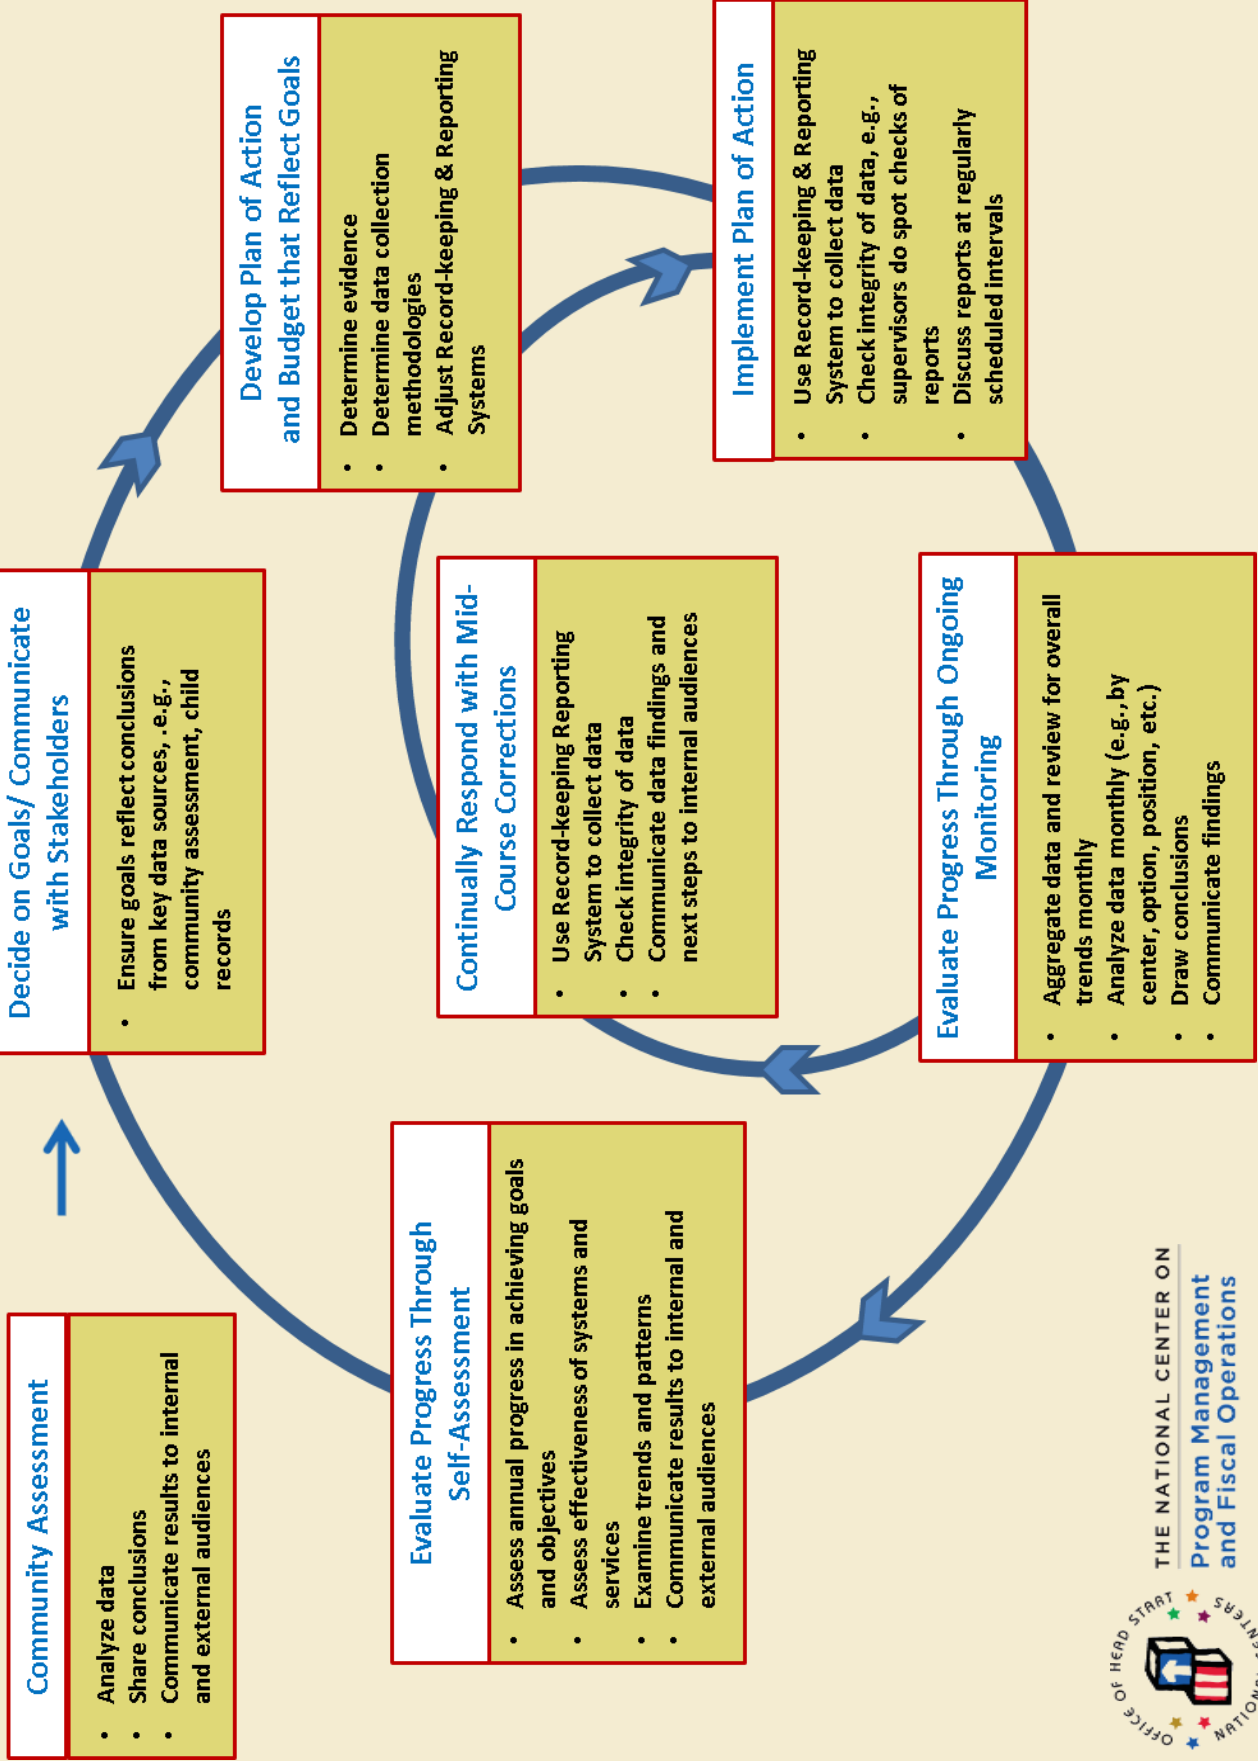 Community Assessment
• Analyze data
• Share conclusions
• Communicate results to internal
and external audiences
Decide on Goals/ Communicate
with Stakeholders
• Ensure goals reflect conclusions
from key data sources, .e.g.,
community assessment, child
records
Develop Plan of Action
and Budget that Reflect Goals
• Determine evidence
• Determine data collection
methodologies
• Adjust Record-keeping & Reporting
Systems
Implement Plan of Action
• Use Record-keeping & Reporting
System to collect data
• Check integrity of data, e.g.,
supervisors do spot checks of
reports
• Discuss reports at regularly
scheduled intervals
Evaluate Progress Through Ongoing
Monitoring
• Aggregate data and review for overall
trends monthly
• Analyze data monthly (e.g., by
center, option, position, etc.)
• Draw conclusions
• Communicate findings
Continually Respond with Mid-
Course Corrections
• Use Record-keeping Reporting
System to collect data
• Check integrity of data
• Communicate data findings and
next steps to internal audiences
Evaluate Progress Through
Self-Assessment
• Assess annual progress in achieving goals
and objectives
• Assess effectiveness of systems and
services
• Examine trends and patterns
• Communicate results to internal and
external audiences
OFFICE OF HEAD START
NATIONAL CENTERS
THE NATIONAL CENTER ON
Program Management
and Fiscal Operations